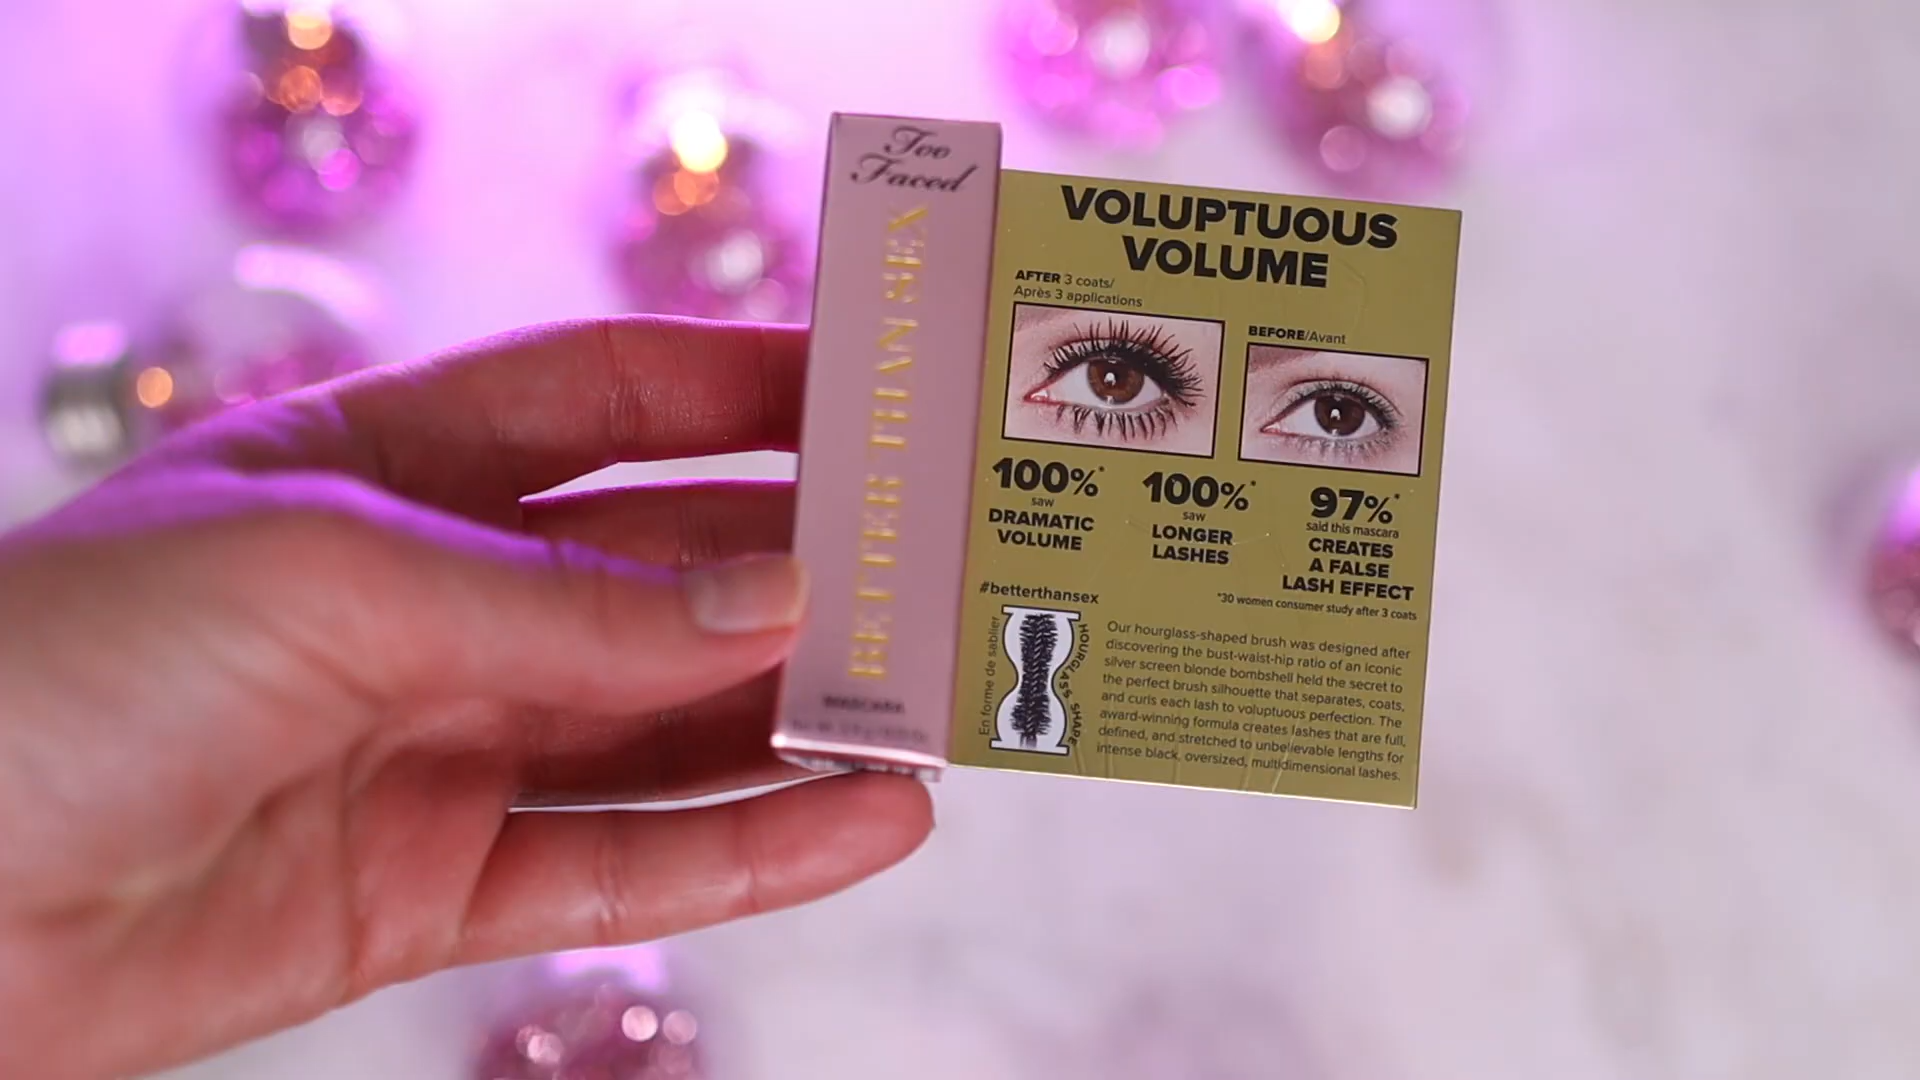 Too
Faced
BETTER THAN SEX
MASCARA
VOLUPTUOUS
VOLUME
AFTER 3 coats/
Après 3 applications
BEFORE/Avant
100%*
saw
DRAMATIC
VOLUME
100%*
saw
LONGER
LASHES
97%*
said this mascara
CREATES
A FALSE
LASH EFFECT
*30 women consumer study after 3 coats
#betterthansex
En forme de sablier
HOURGLASS SHAPE
Our hourglass-shaped brush was designed after
discovering the bust-waist-hip ratio of an iconic
silver screen blonde bombshell held the secret to
the perfect brush silhouette that separates, coats,
and curls each lash to voluptuous perfection. The
award-winning formula creates lashes that are full,
defined, and stretched to unbelievable lengths for
intense black, oversized, multidimensional lashes.